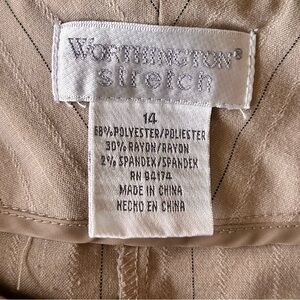 WORTHINGTON®
stretch
14
68% POLYESTER/POLIESTER
30% RAYON/RAYON
2% SPANDEX/SPANDEX
RN 94174
MADE IN CHINA
HECHO EN CHINA